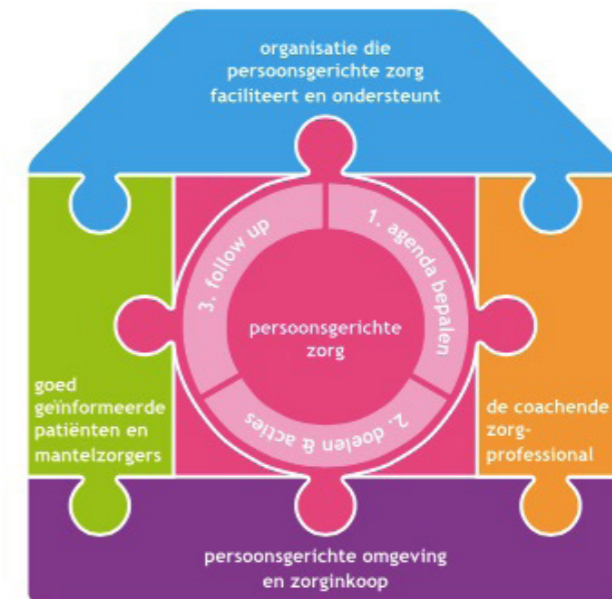 organisatie die
persoonsgerichte zorg
faciliteert en ondersteunt
1. agenda bepalen
3. follow up
persoonsgerichte
zorg
2. doelen & acties
goed
geïnformeerde
patiënten en
mantelzorgers
de coachende
zorg-
professional
persoonsgerichte omgeving
en zorginkoop